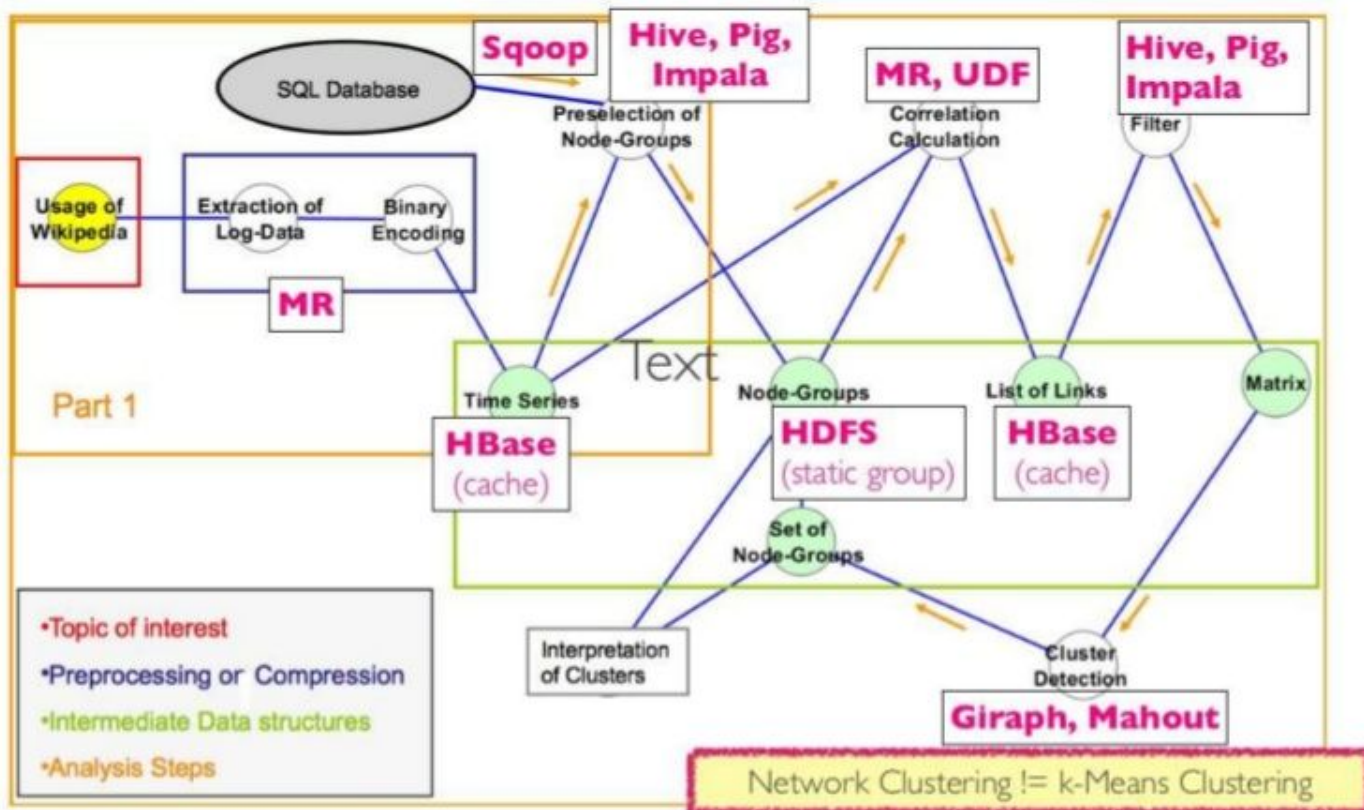 Sqoop
Hive, Pig,
Impala
MR, UDF
Hive, Pig,
Impala
SQL Database
Preselection of
Node-Groups
Correlation
Calculation
Filter
Usage of
Wikipedia
Extraction of
Log-Data
Binary
Encoding
MR
Part 1
Text
Time Series
HBase
(cache)
Node-Groups
HDFS
(static group)
List of Links
HBase
(cache)
Matrix
Set of
Node-Groups
Interpretation
of Clusters
Cluster
Detection
Giraph, Mahout
•Topic of interest
•Preprocessing or Compression
•Intermediate Data structures
•Analysis Steps
Network Clustering != k-Means Clustering